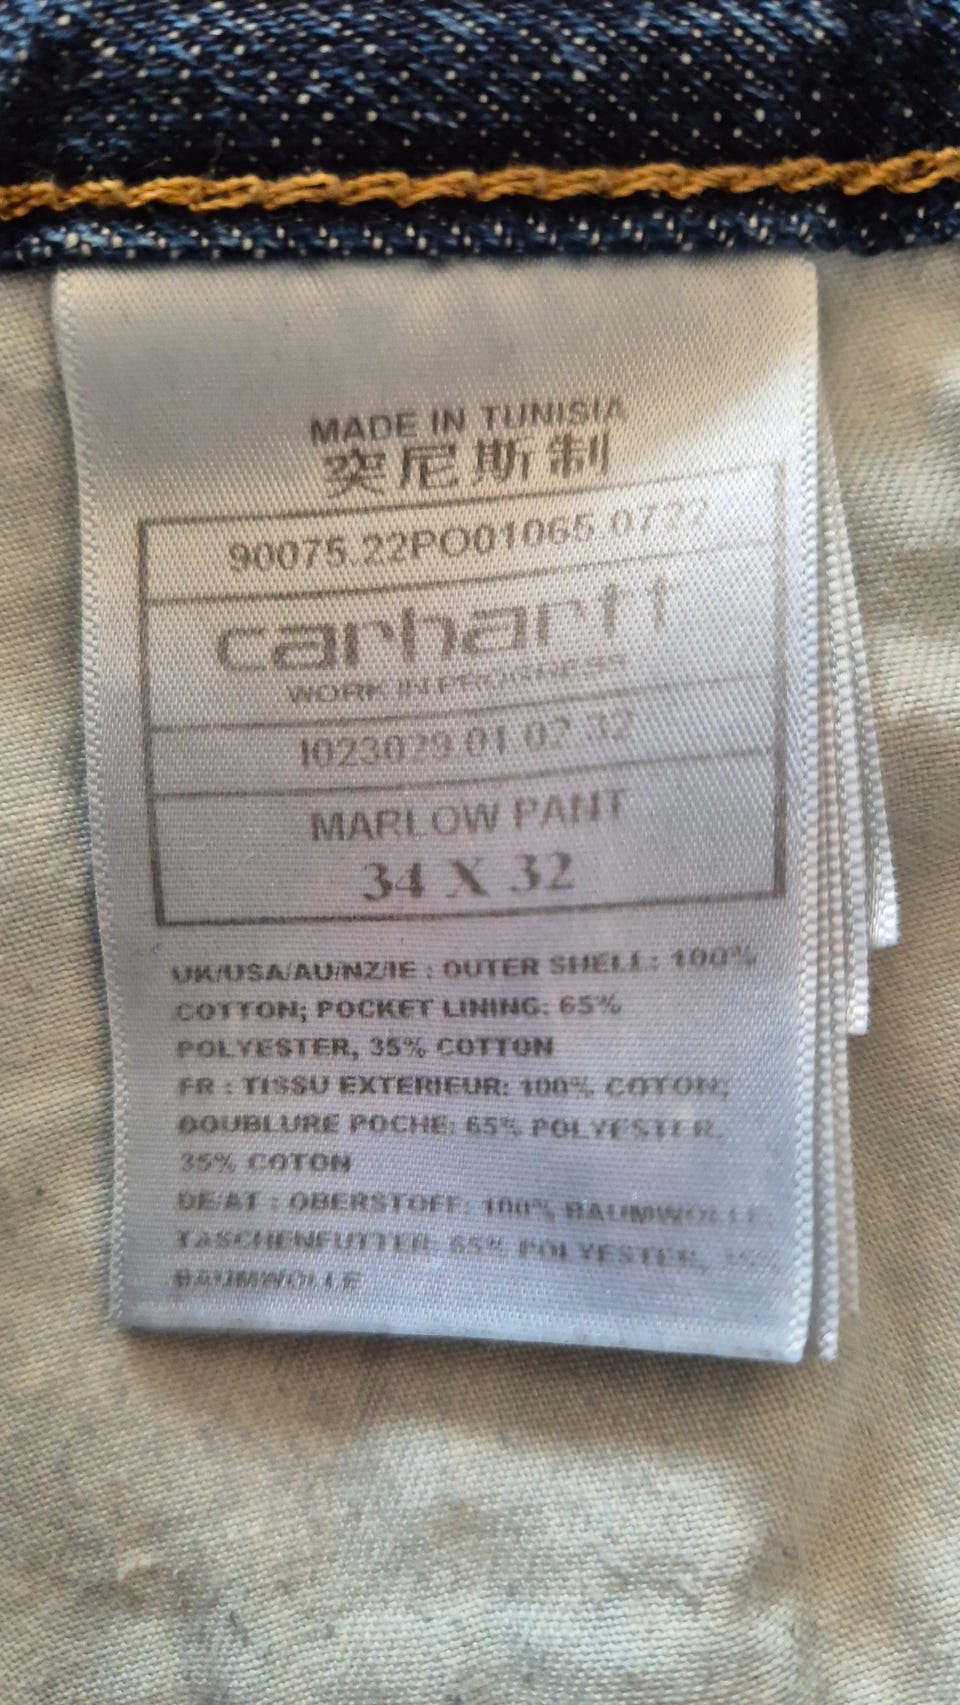 MADE IN TUNISIA
突尼斯制
90075.22PO01065.0722
carhartt
WORK IN PROGRESS
I023029.01.02.32
MARLOW PANT
34 X 32
UK/USA/AU/NZ/IE : OUTER SHELL: 100%
COTTON; POCKET LINING: 65%
POLYESTER, 35% COTTON
FR : TISSU EXTERIEUR: 100% COTON;
DOUBLURE POCHE: 65% POLYESTER,
35% COTON
DE/AT : OBERSTOFF: 100% BAUMWOLLE;
TASCHENFUTTER: 65% POLYESTER, 35%
BAUMWOLLE